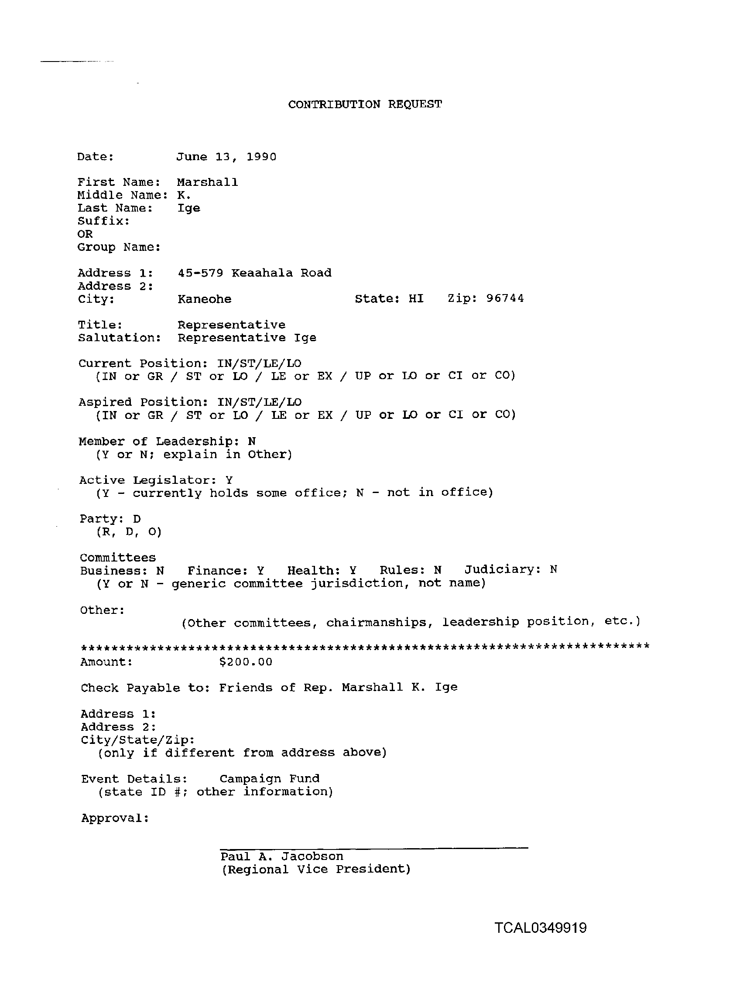 CONTRIBUTION REQUEST
Date: June 13, 1990
First Name: Marshall
Middle Name: K.
Last Name: Ige
Suffix:
OR
Group Name:
Address 1: 45-579 Keaahala Road
Address 2:
City: Kaneohe State: HI Zip: 96744
Title: Representative
Salutation: Representative Ige
Current Position: IN/ST/LE/LO
(IN or GR / ST or LO / LE or EX / UP or LO or CI or CO)
Aspired Position: IN/ST/LE/LO
(IN or GR / ST or LO / LE or EX / UP or LO or CI or CO)
Member of Leadership: N
(Y or N; explain in Other)
Active Legislator: Y
(Y - currently holds some office; N - not in office)
Party: D
(R, D, O)
Committees
Business: N Finance: Y Health: Y Rules: N Judiciary: N
(Y or N - generic committee jurisdiction, not name)
Other:
(Other committees, chairmanships, leadership position, etc.)
**************************************************************************
Amount: $200.00
Check Payable to: Friends of Rep. Marshall K. Ige
Address 1:
Address 2:
City/State/Zip:
(only if different from address above)
Event Details: Campaign Fund
(state ID #; other information)
Approval:
Paul A. Jacobson
(Regional Vice President)
TCAL0349919